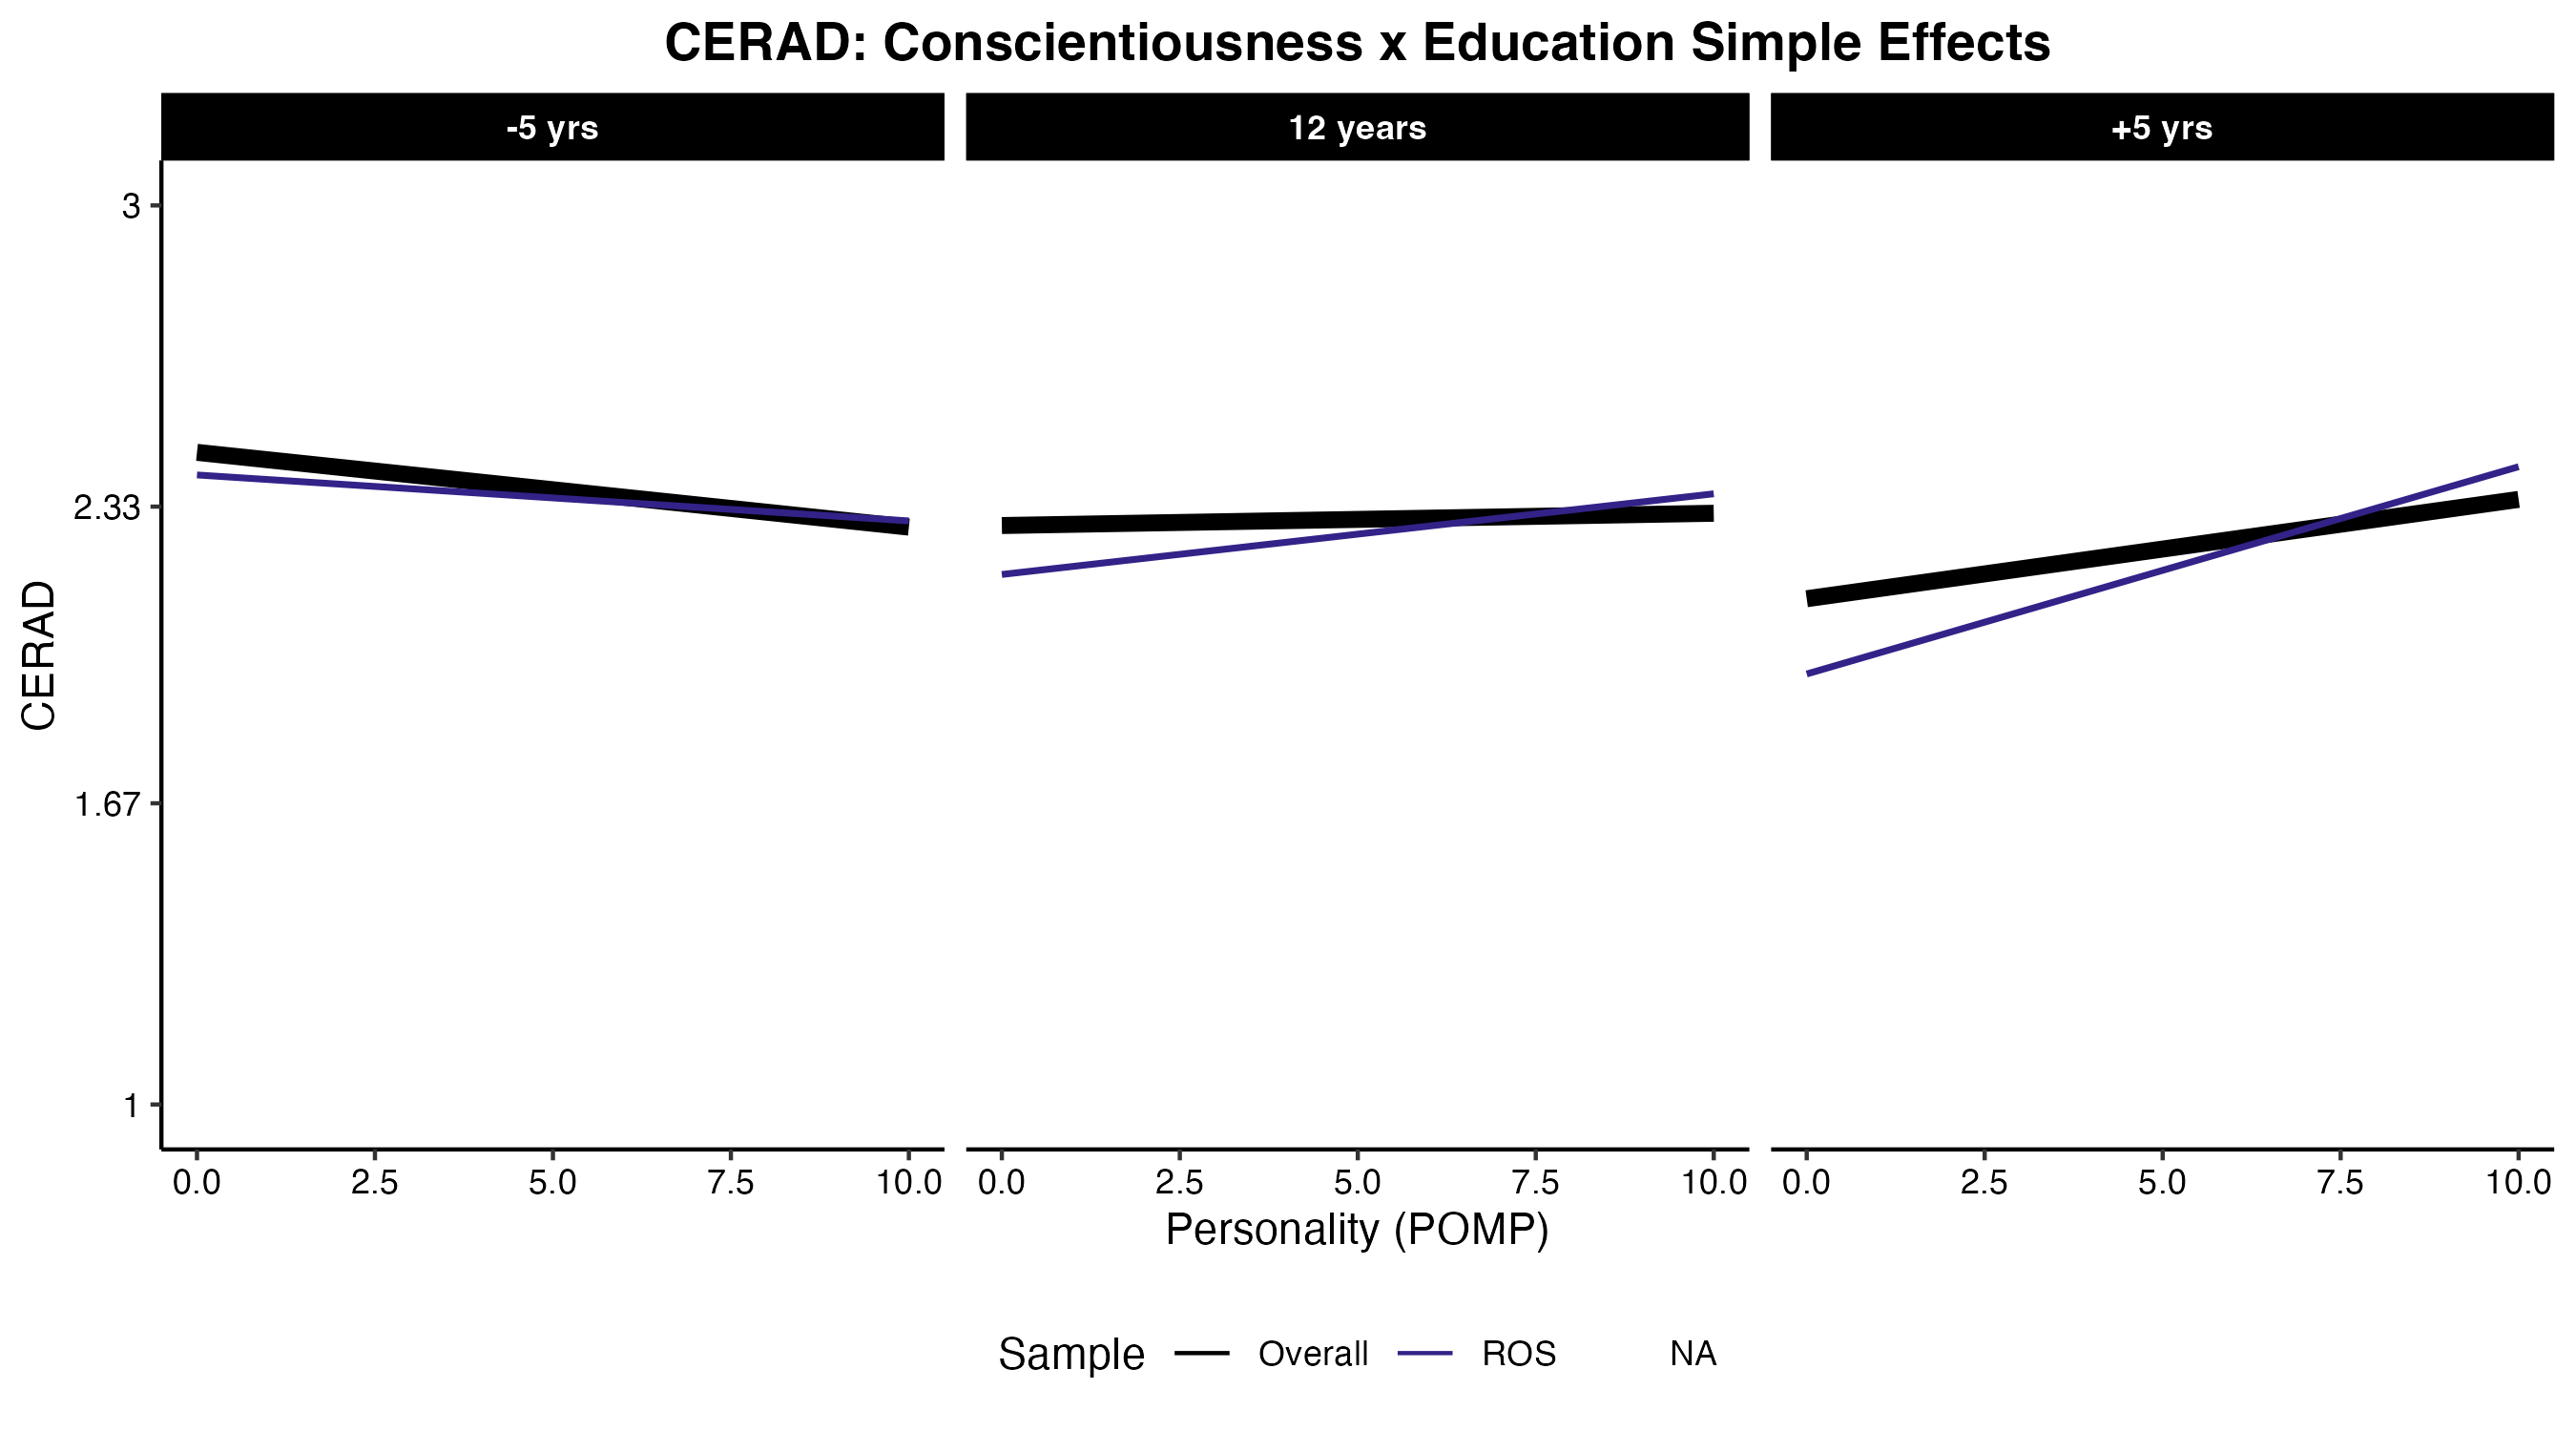 CERAD: Conscientiousness x Education Simple Effects
-5 yrs 12 years +5 yrs
3
2.33
1.67
1
CERAD
0.0 2.5 5.0 7.5 10.0 0.0 2.5 5.0 7.5 10.0 0.0 2.5 5.0 7.5 10.0
Personality (POMP)
Sample Overall ROS NA